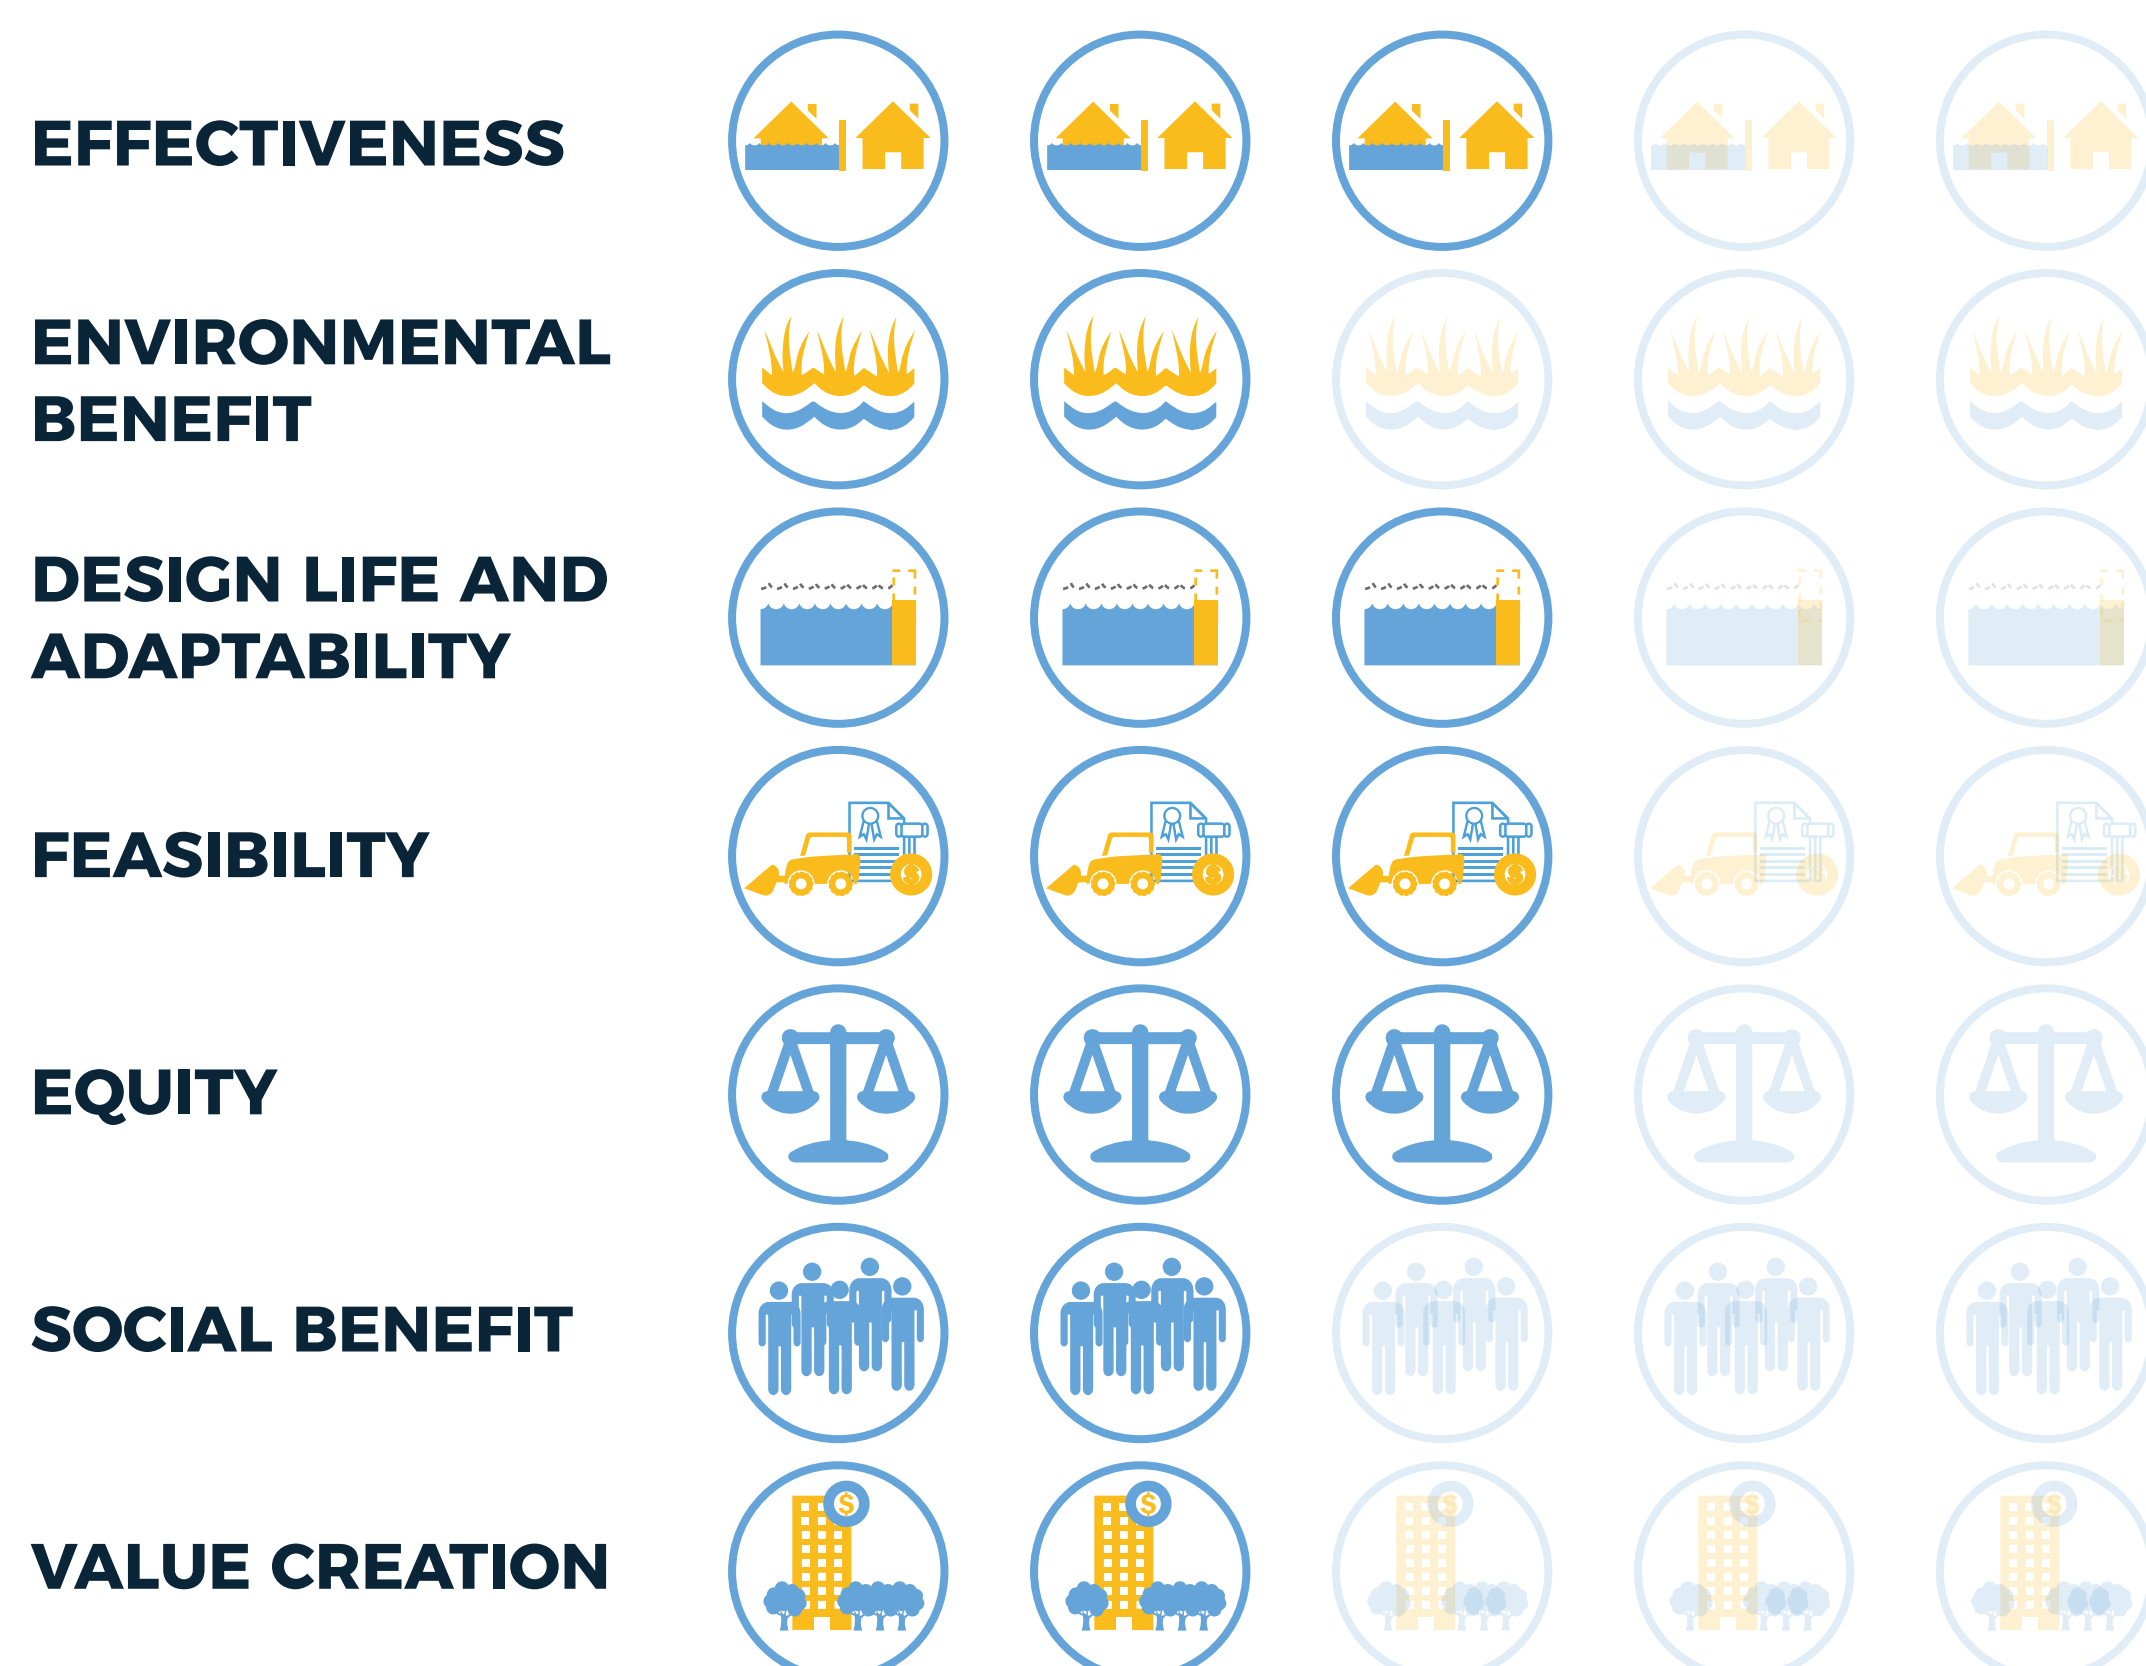 EFFECTIVENESS
ENVIRONMENTAL
BENEFIT
DESIGN LIFE AND
ADAPTABILITY
FEASIBILITY
$ $ $ $ $
EQUITY
SOCIAL BENEFIT
$ $ $ $ $
VALUE CREATION